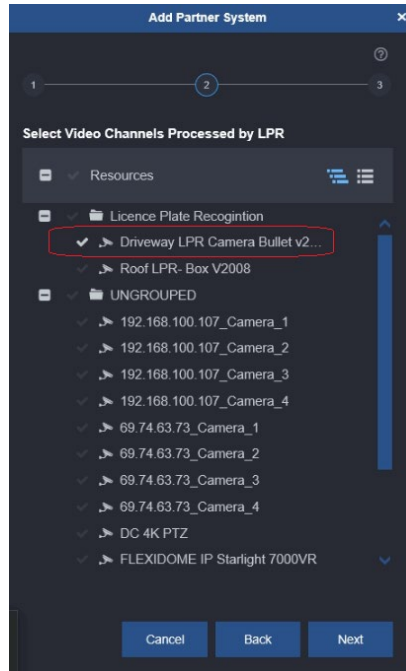 Add Partner System
1
2
3
Select Video Channels Processed by LPR
Resources
Licence Plate Recogintion
Driveway LPR Camera Bullet v2...
Roof LPR- Box V2008
UNGROUPED
192.168.100.107_Camera_1
192.168.100.107_Camera_2
192.168.100.107_Camera_3
192.168.100.107_Camera_4
69.74.63.73_Camera_1
69.74.63.73_Camera_2
69.74.63.73_Camera_3
69.74.63.73_Camera_4
DC 4K PTZ
FLEXIDOME IP Starlight 7000VR
Cancel Back Next